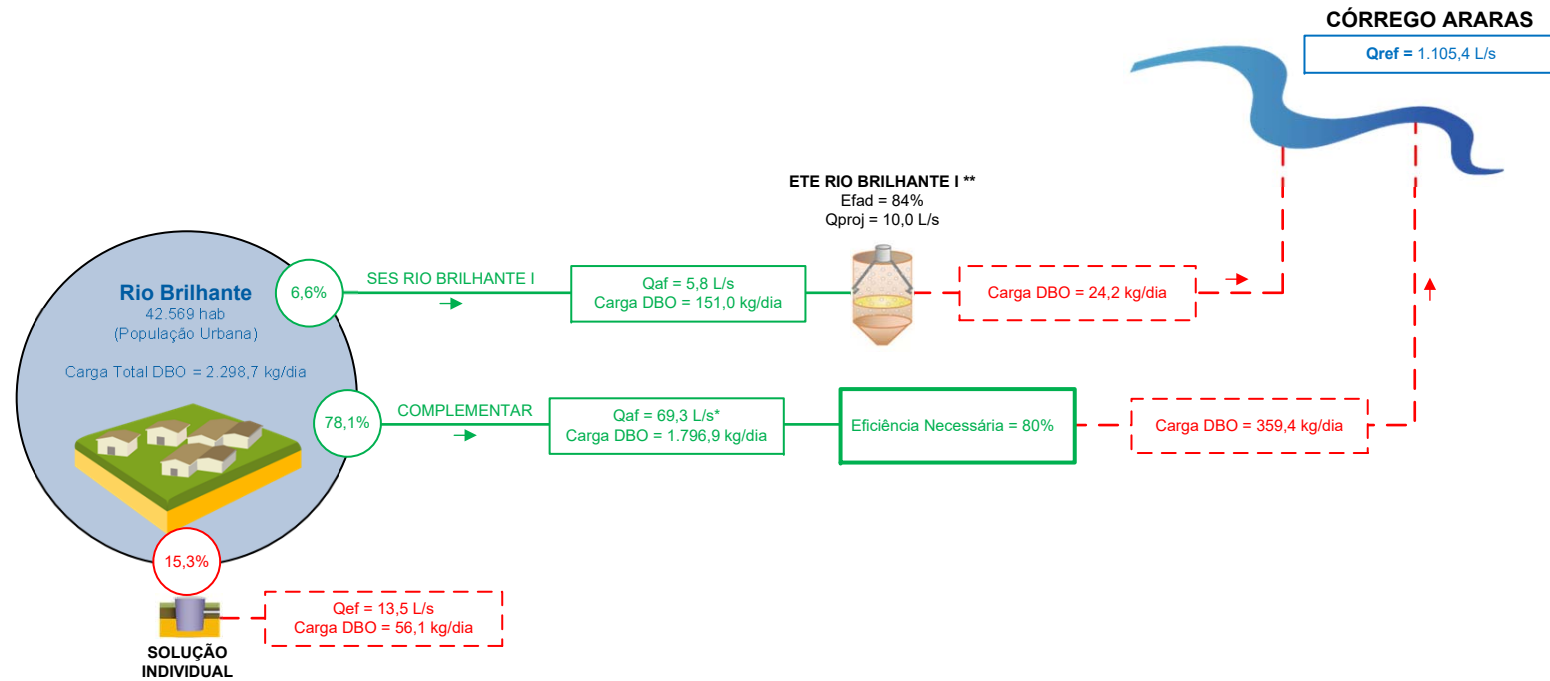 CÓRREGO ARARAS
Qref = 1.105,4 L/s
ETE RIO BRILHANTE I **
Efad = 84%
Qproj = 10,0 L/s
Rio Brilhante
42.569 hab
(População Urbana)
Carga Total DBO = 2.298,7 kg/dia
6,6%
SES RIO BRILHANTE I
Qaf = 5,8 L/s
Carga DBO = 151,0 kg/dia
Carga DBO = 24,2 kg/dia
78,1%
COMPLEMENTAR
Qaf = 69,3 L/s*
Carga DBO = 1.796,9 kg/dia
Eficiência Necessária = 80%
Carga DBO = 359,4 kg/dia
15,3%
Qef = 13,5 L/s
Carga DBO = 56,1 kg/dia
SOLUÇÃO
INDIVIDUAL